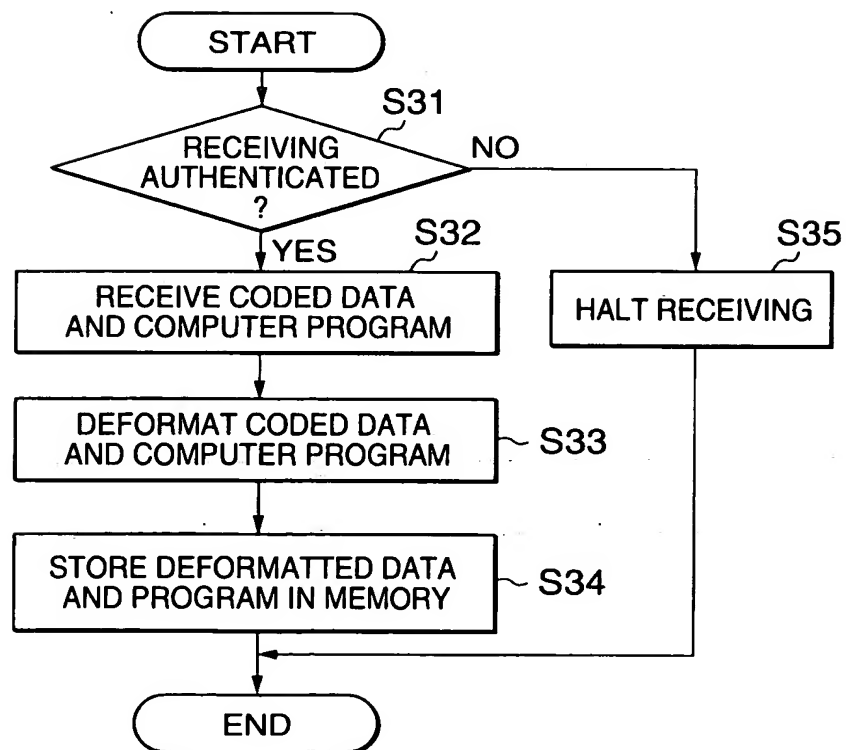 START
S31
RECEIVING
AUTHENTICATED
?
NO
YES
S32
RECEIVE CODED DATA
AND COMPUTER PROGRAM
S35
HALT RECEIVING
DEFORMAT CODED DATA
AND COMPUTER PROGRAM
S33
STORE DEFORMATTED DATA
AND PROGRAM IN MEMORY
S34
END